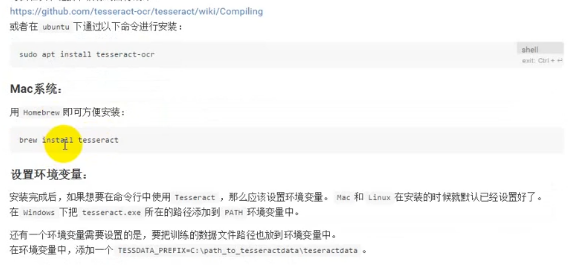 https://github.com/tesseract-ocr/tesseract/wiki/Compiling
或者在 ubuntu 下通过以下命令进行安装：
sudo apt install tesseract-ocr
shell
exit: Ctrl+↩
Mac系统：
用 Homebrew 即可方便安装：
brew install tesseract
设置环境变量：
安装完成后，如果想要在命令行中使用 Tesseract ，那么应该设置环境变量。 Mac 和 Linux 在安装的时候就默认已经设置好了。
在 Windows 下把 tesseract.exe 所在的路径添加到 PATH 环境变量中。
还有一个环境变量需要设置的是，要把训练的数据文件路径也放到环境变量中。
在环境变量中，添加一个 TESSDATA_PREFIX=C:\path_to_tesseractdata\teseractdata 。